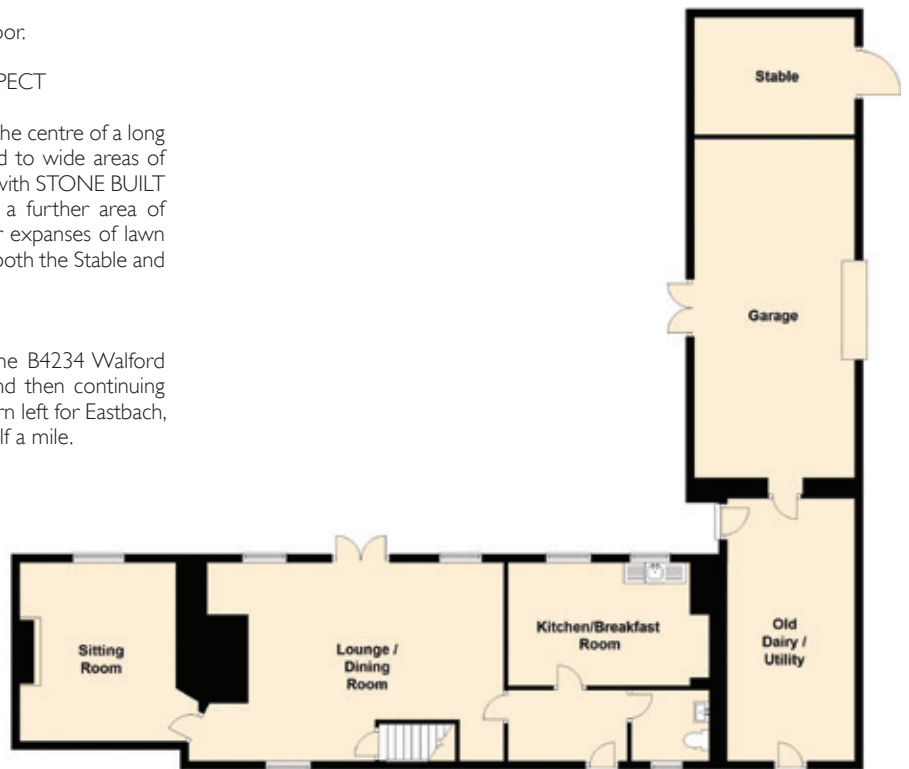 oor.
PECT
he centre of a long
d to wide areas of
with STONE BUILT
a further area of
r expanses of lawn
both the Stable and
he B4234 Walford
nd then continuing
rn left for Eastbach,
lf a mile.
Stable
Garage
Sitting
Room
Lounge /
Dining
Room
Kitchen/Breakfast
Room
Old
Dairy /
Utility